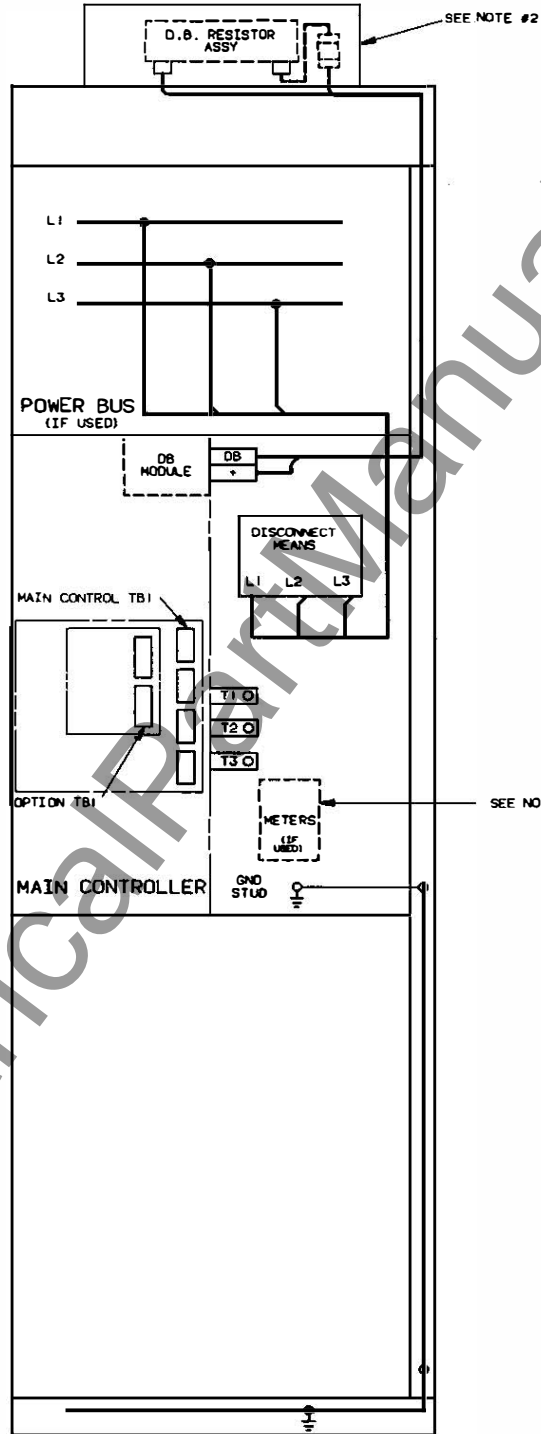 SEE NOTE #2
D.B. RESISTOR
ASSY
L1
L2
L3
POWER BUS
(IF USED)
DB
MODULE
DB
+
DISCONNECT
MEANS
L1 L2 L3
MAIN CONTROL TB1
T1
T2
T3
OPTION TB1
METERS
(IF
USED)
SEE NO
MAIN CONTROLLER
GND
STUD